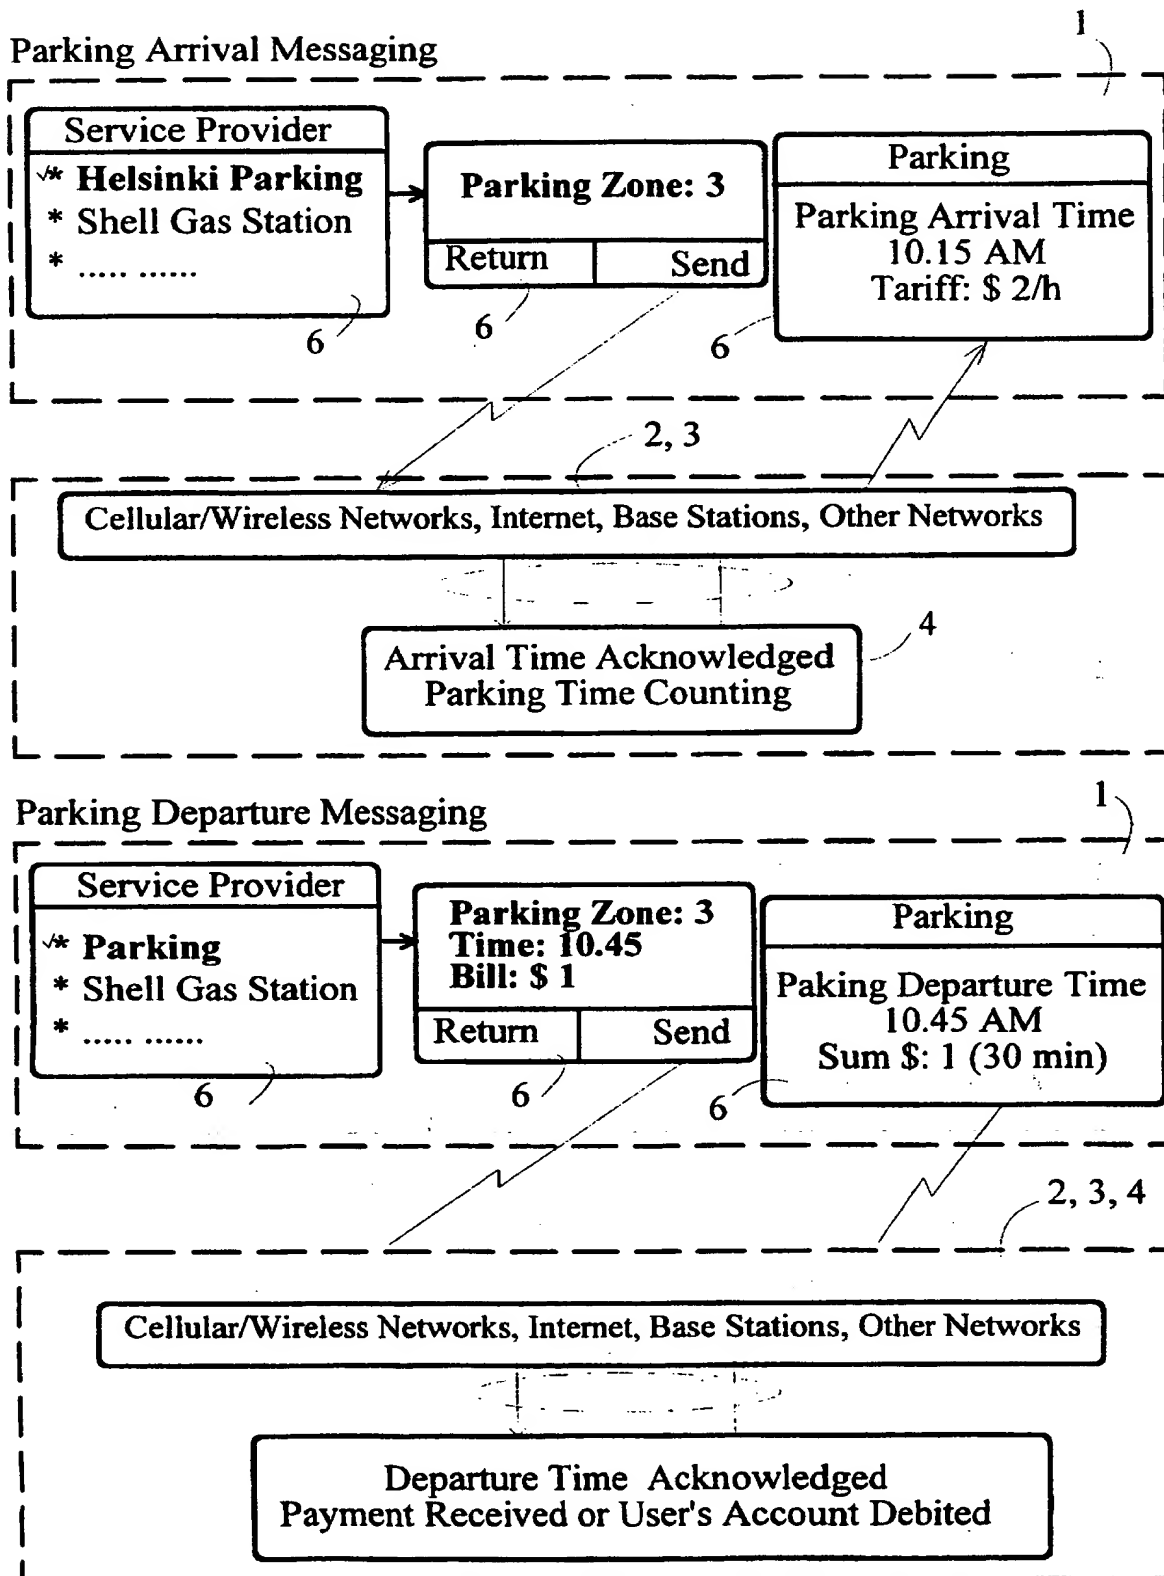 1
Parking Arrival Messaging
Service Provider
√* Helsinki Parking
* Shell Gas Station
* ..... ......
6
Parking Zone: 3
Return Send
6
Parking
Parking Arrival Time
10.15 AM
Tariff: $ 2/h
6
2, 3
Cellular/Wireless Networks, Internet, Base Stations, Other Networks
Arrival Time Acknowledged
Parking Time Counting
4
Parking Departure Messaging
1
Service Provider
√* Parking
* Shell Gas Station
* ..... ......
6
Parking Zone: 3
Time: 10.45
Bill: $ 1
Return Send
6
Parking
Paking Departure Time
10.45 AM
Sum $: 1 (30 min)
6
2, 3, 4
Cellular/Wireless Networks, Internet, Base Stations, Other Networks
Departure Time Acknowledged
Payment Received or User's Account Debited